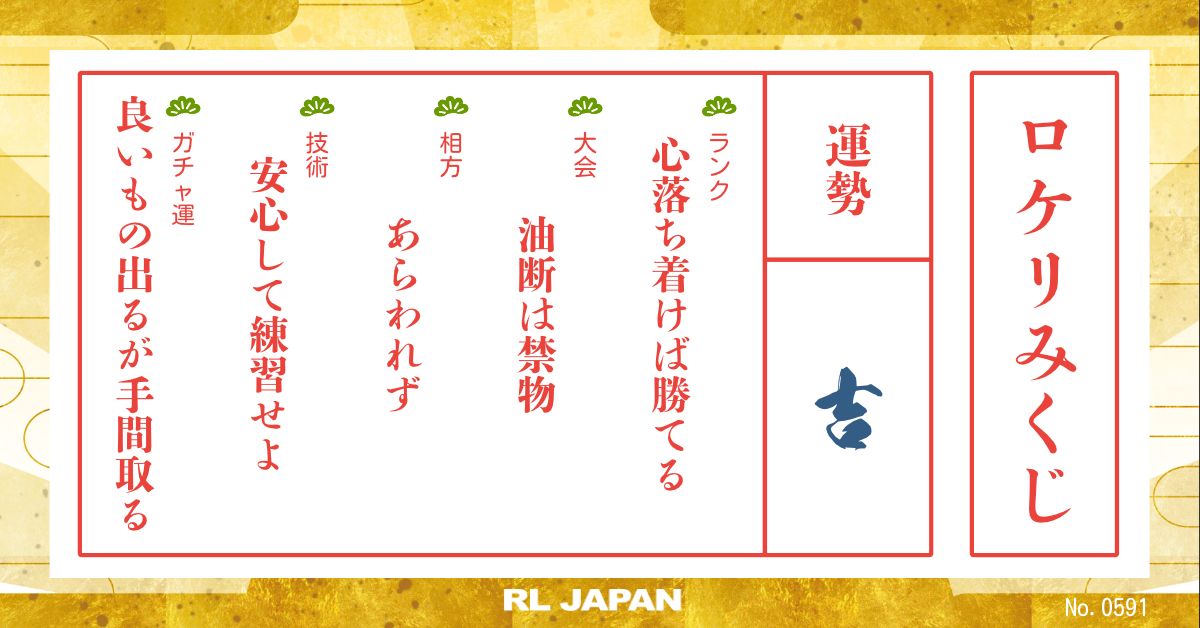 ロケリみくじ
運勢
吉
ランク
心落ち着けば勝てる
大会
油断は禁物
相方
あらわれず
技術
安心して練習せよ
ガチャ運
良いもの出るが手間取る
RL JAPAN
No. 0591